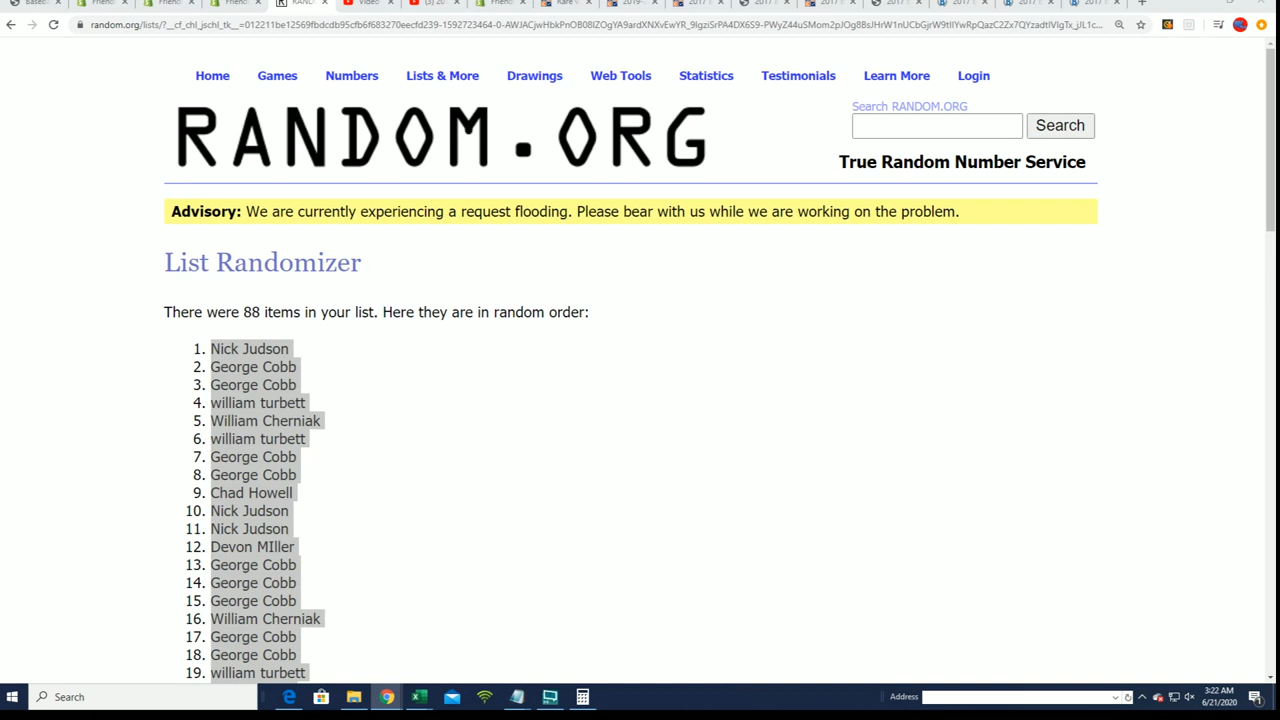 random.org/lists/?__cf_chl_jschl_tk__=012211be12569fbdcdb95cfb6f683270eecfd239-1592723464-0-
Home Games Numbers Lists & More Drawings Web Tools Statistics Testimonials Learn More Login
RANDOM.ORG
Search RANDOM.ORG
Search
True Random Number Service
Advisory: We are currently experiencing a request flooding. Please bear with us while we are working on the problem.
List Randomizer
There were 88 items in your list. Here they are in random order:
1. Nick Judson
2. George Cobb
3. George Cobb
4. william turbett
5. William Cherniak
6. william turbett
7. George Cobb
8. George Cobb
9. Chad Howell
10. Nick Judson
11. Nick Judson
12. Devon MIller
13. George Cobb
14. George Cobb
15. George Cobb
16. William Cherniak
17. George Cobb
18. George Cobb
19. william turbett
Search
Address
3:22 AM
6/21/2020